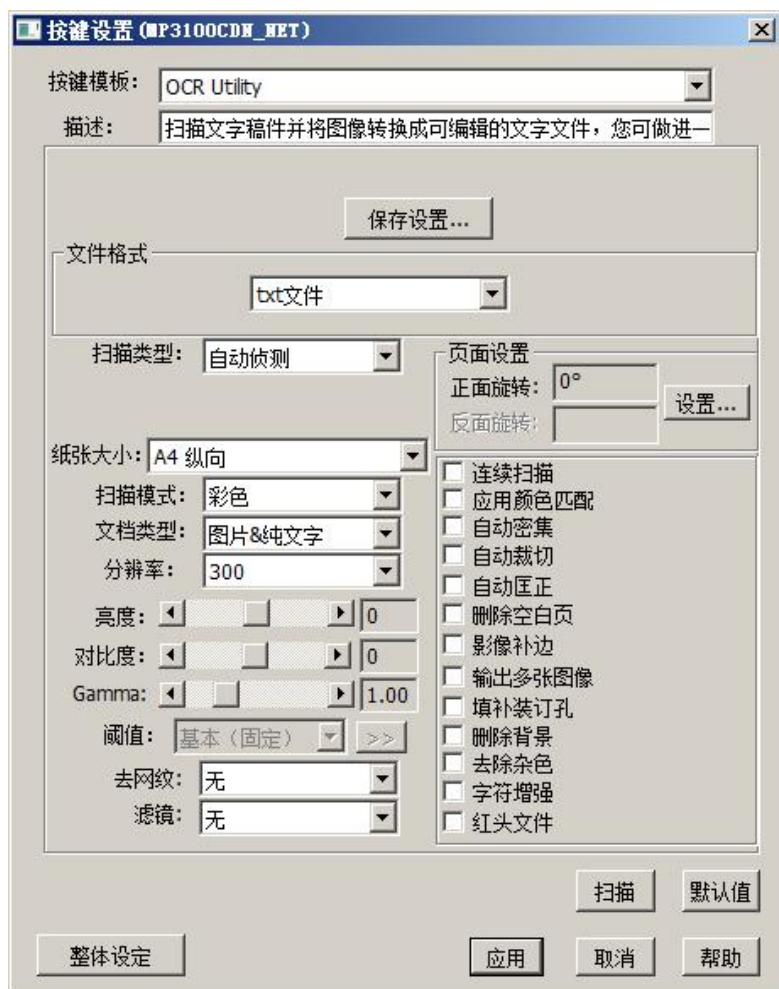 按键设置(MP3100CDN_NET)
按键模板: OCR Utility
描述: 扫描文字稿件并将图像转换成可编辑的文字文件，您可做进一
保存设置...
文件格式
txt文件
扫描类型: 自动侦测
页面设置
正面旋转: 0°
设置...
反面旋转:
纸张大小: A4 纵向
扫描模式: 彩色
文档类型: 图片&纯文字
分辨率: 300
亮度: 0
对比度: 0
Gamma: 1.00
阈值: 基本（固定） >>
去网纹: 无
滤镜: 无
连续扫描
应用颜色匹配
自动密集
自动裁切
自动匡正
删除空白页
影像补边
输出多张图像
填补装订孔
删除背景
去除杂色
字符增强
红头文件
扫描 默认值
整体设定 应用 取消 帮助